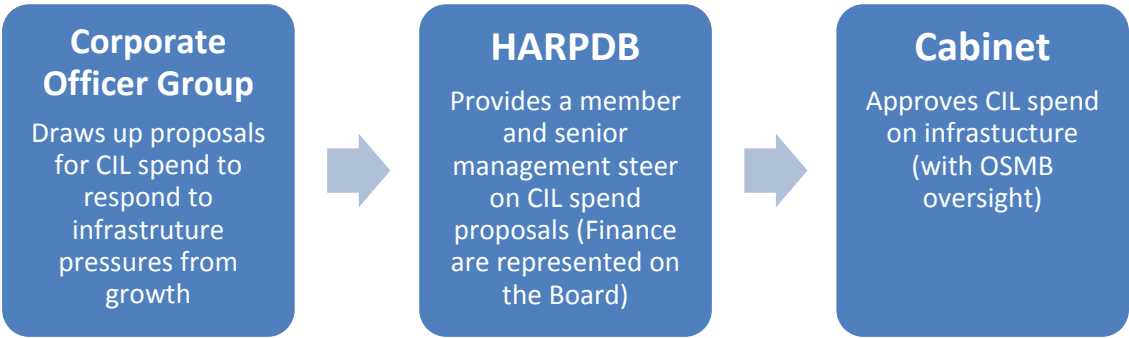 Corporate
Officer Group
Draws up proposals
for CIL spend to
respond to
infrastruture
pressures from
growth
HARPDB
Provides a member
and senior
management steer
on CIL spend
proposals (Finance
are represented on
the Board)
Cabinet
Approves CIL spend
on infrastucture
(with OSMB
oversight)